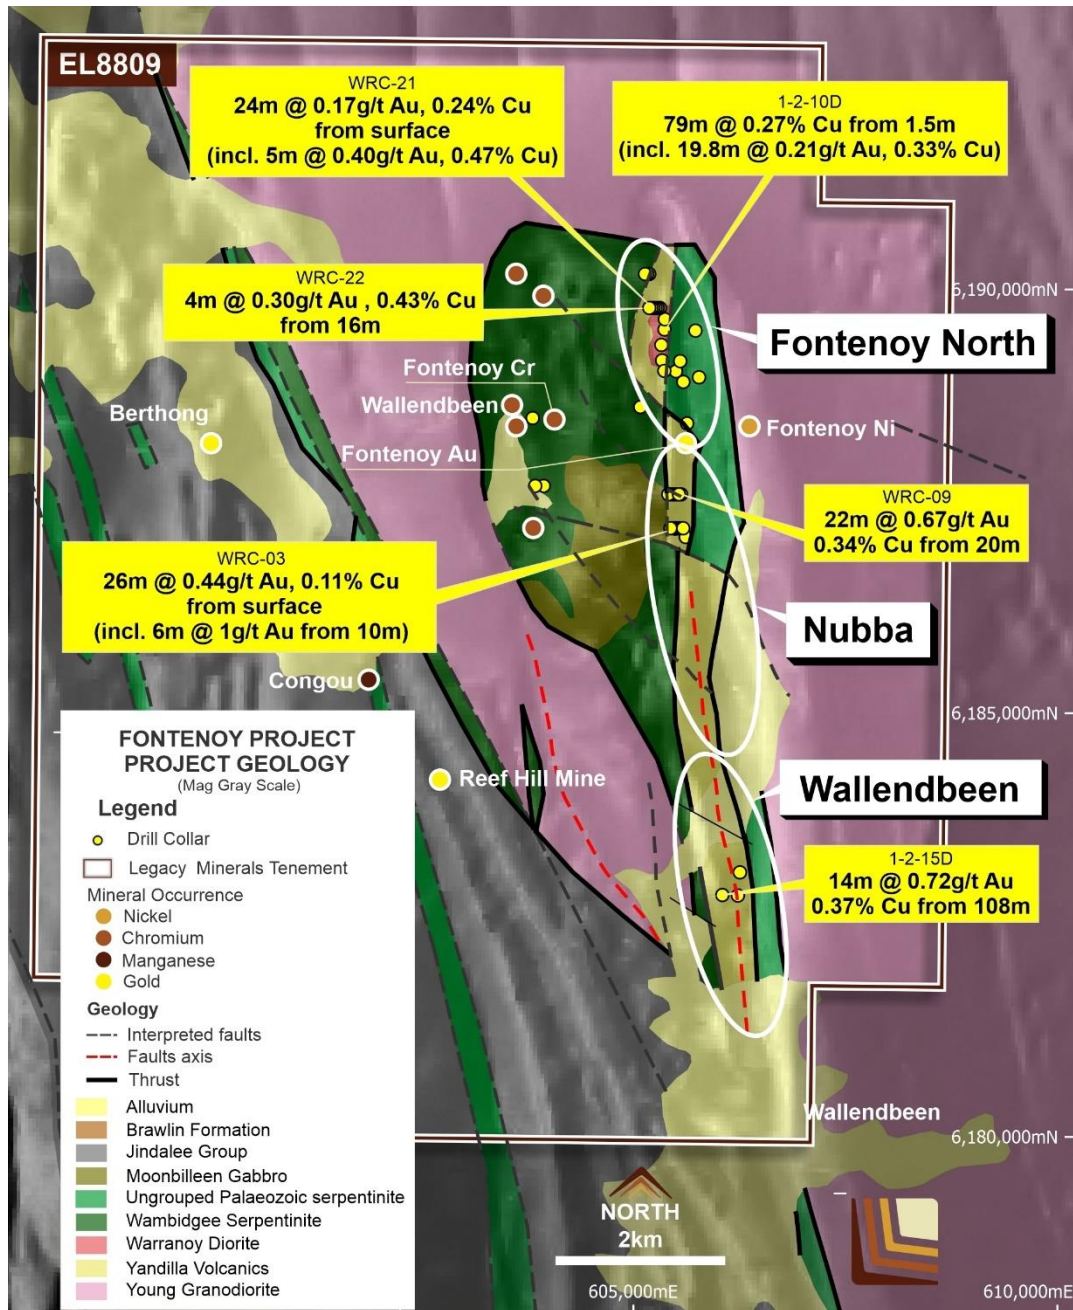 EL8809
WRC-21
24m @ 0.17g/t Au, 0.24% Cu
from surface
(incl. 5m @ 0.40g/t Au, 0.47% Cu)
1-2-10D
79m @ 0.27% Cu from 1.5m
(incl. 19.8m @ 0.21g/t Au, 0.33% Cu)
WRC-22
4m @ 0.30g/t Au , 0.43% Cu
from 16m
6,190,000mN
Fontenoy North
Fontenoy Cr
Wallendbeen
Berthong
Fontenoy Au
Fontenoy Ni
WRC-09
22m @ 0.67g/t Au
0.34% Cu from 20m
WRC-03
26m @ 0.44g/t Au, 0.11% Cu
from surface
(incl. 6m @ 1g/t Au from 10m)
Nubba
Congou
6,185,000mN
Reef Hill Mine
Wallendbeen
1-2-15D
14m @ 0.72g/t Au
0.37% Cu from 108m
FONTENOY PROJECT
PROJECT GEOLOGY
(Mag Gray Scale)
Legend
Drill Collar
Legacy Minerals Tenement
Mineral Occurrence
Nickel
Chromium
Manganese
Gold
Geology
Interpreted faults
Faults axis
Thrust
Alluvium
Brawlin Formation
Jindalee Group
Moonbilleen Gabbro
Ungrouped Palaeozoic serpentinite
Wambidgee Serpentinite
Warranoy Diorite
Yandilla Volcanics
Young Granodiorite
Wallendbeen
6,180,000mN
NORTH
2km
605,000mE
610,000mE